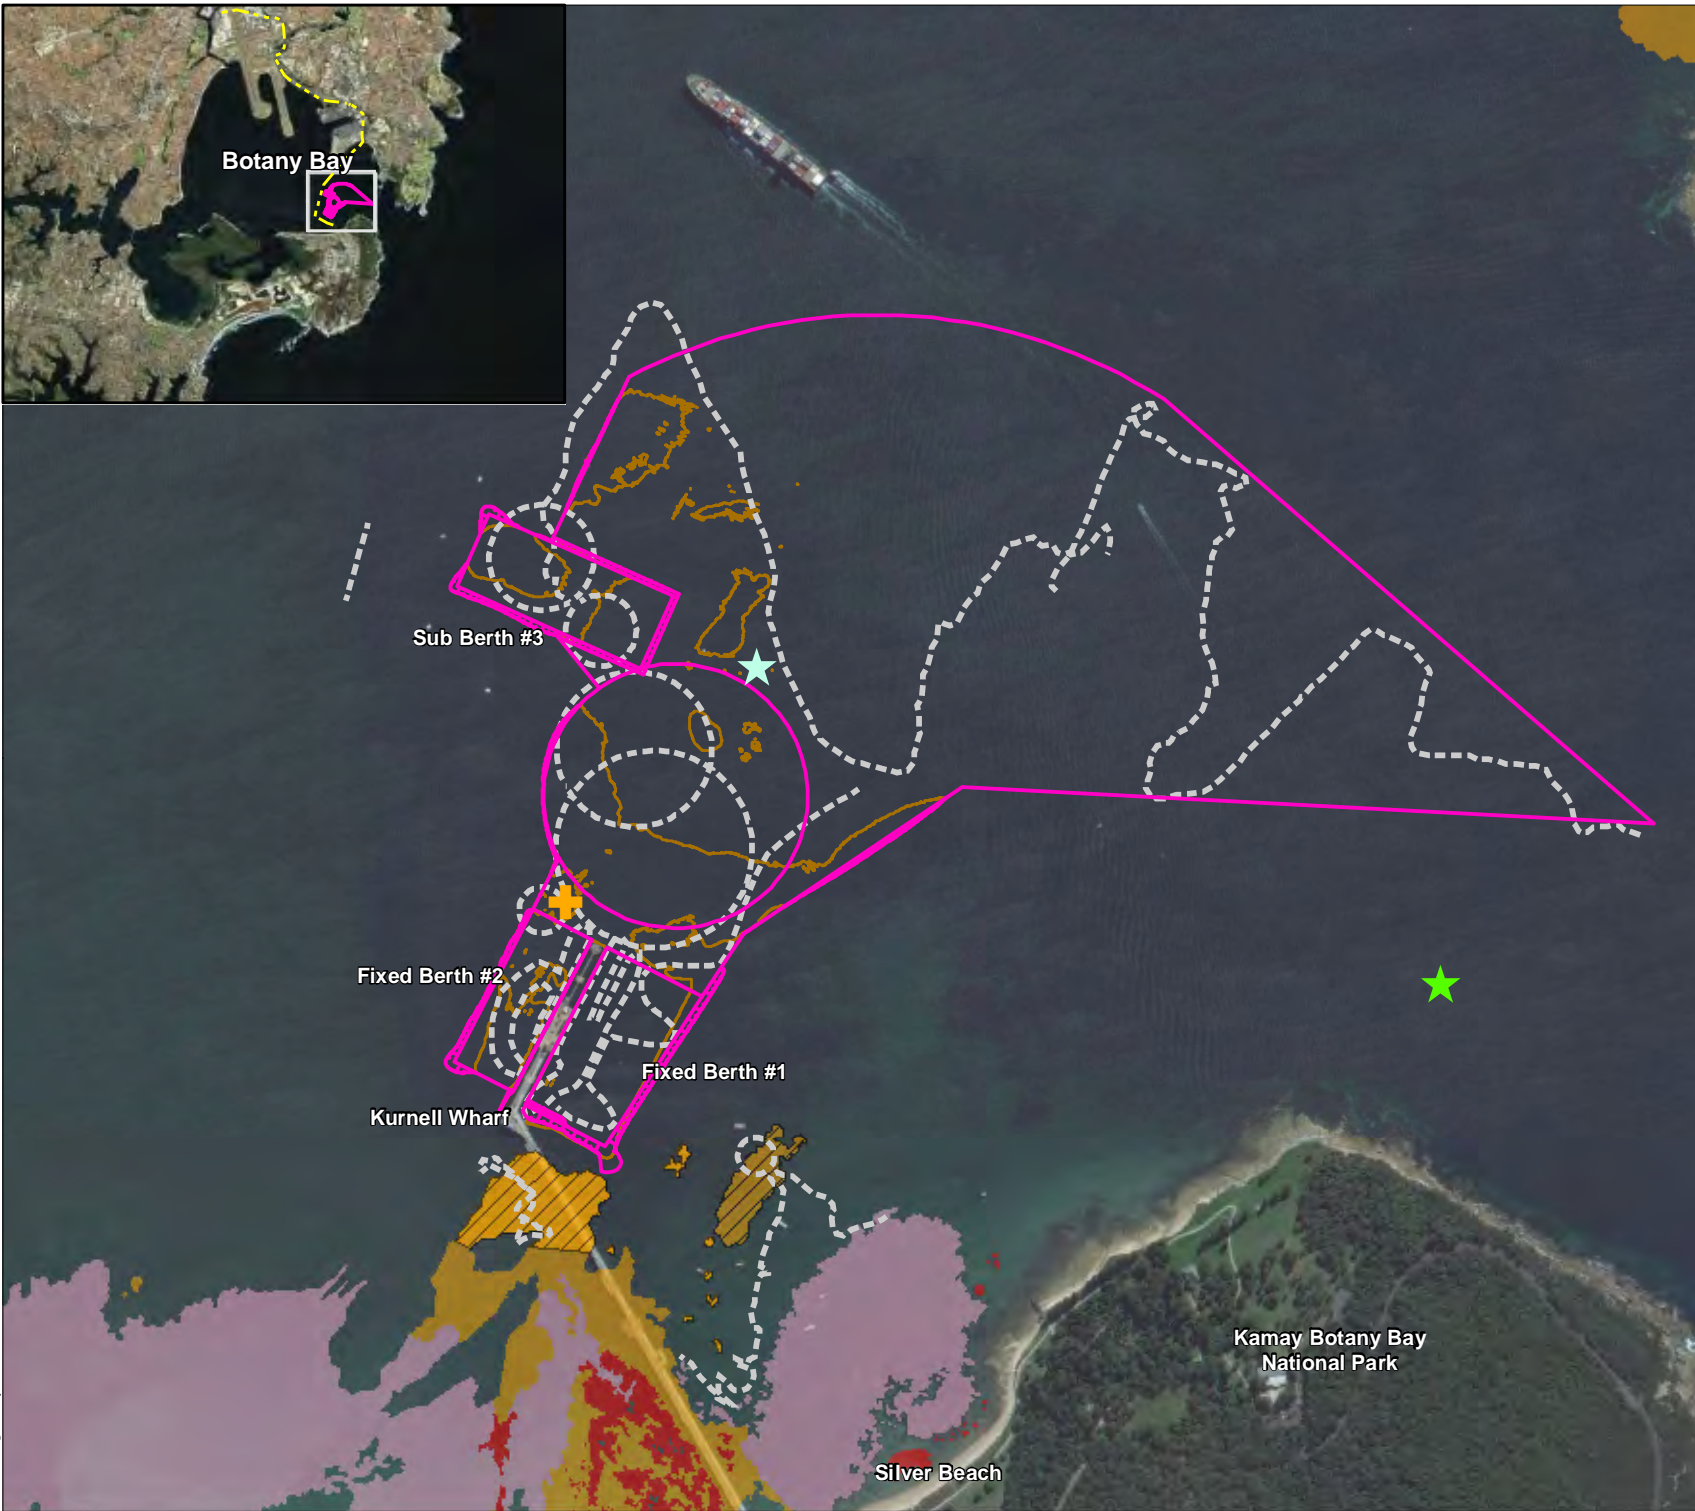 Botany Bay
Sub Berth #3
Fixed Berth #2
Fixed Berth #1
Kurnell Wharf
Kamay Botany Bay
National Park
Silver Beach